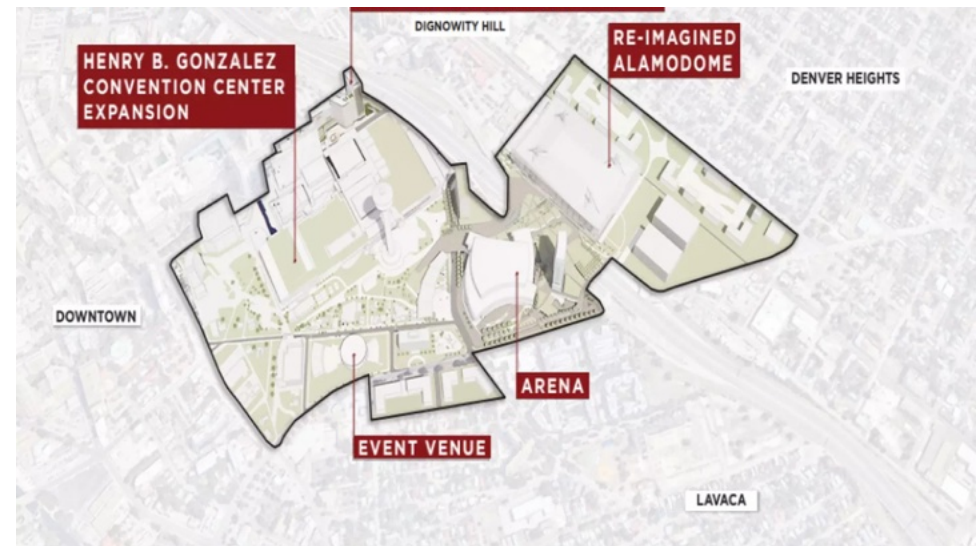 DIGNOWITY HILL
HENRY B. GONZALEZ
CONVENTION CENTER
EXPANSION
RE-IMAGINED
ALAMODOME
DENVER HEIGHTS
DOWNTOWN
ARENA
EVENT VENUE
LAVACA